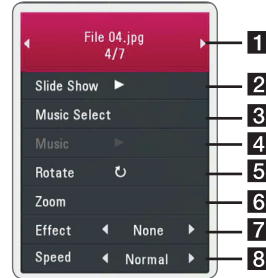 File 04.jpg
4/7
1
Slide Show
2
Music Select
3
Music
4
Rotate
5
Zoom
6
Effect None
7
Speed Normal
8